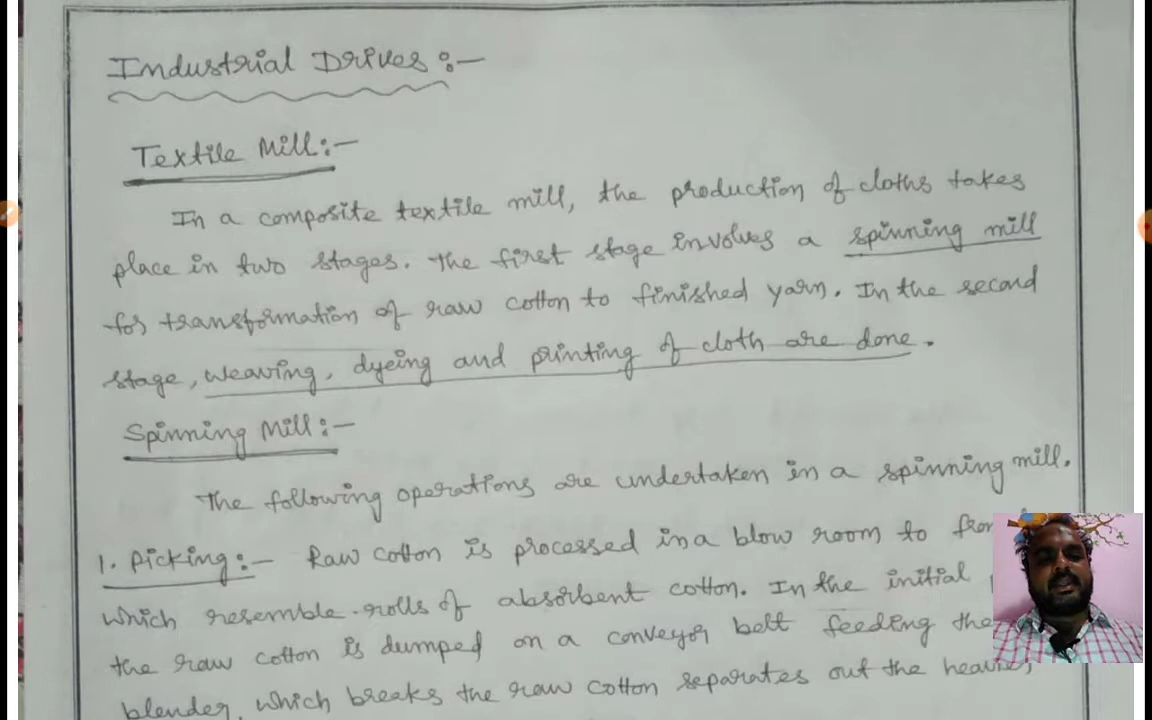 Industrial Drives :-
Textile Mill :-
In a composite textile mill, the production of cloths takes
place in two stages. The first stage involves a spinning mill
for transformation of raw cotton to finished yarn. In the second
stage, weaving, dyeing and printing of cloth are done.
Spinning Mill :-
The following operations are undertaken in a spinning mill.
1. Picking :- Raw cotton is processed in a blow room to
which resemble rolls of absorbent cotton. In the initial
the raw cotton is dumped on a conveyor belt feeding the
blender, which breaks the raw cotton separates out the